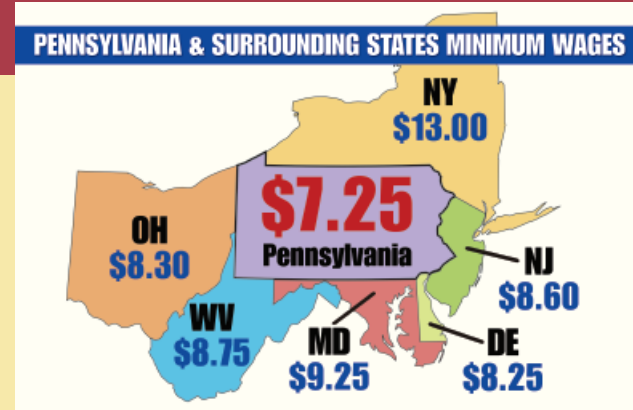 PENNSYLVANIA & SURROUNDING STATES MINIMUM WAGES
NY
$13.00
$7.25
Pennsylvania
OH
$8.30
NJ
$8.60
WV
$8.75
MD
$9.25
DE
$8.25